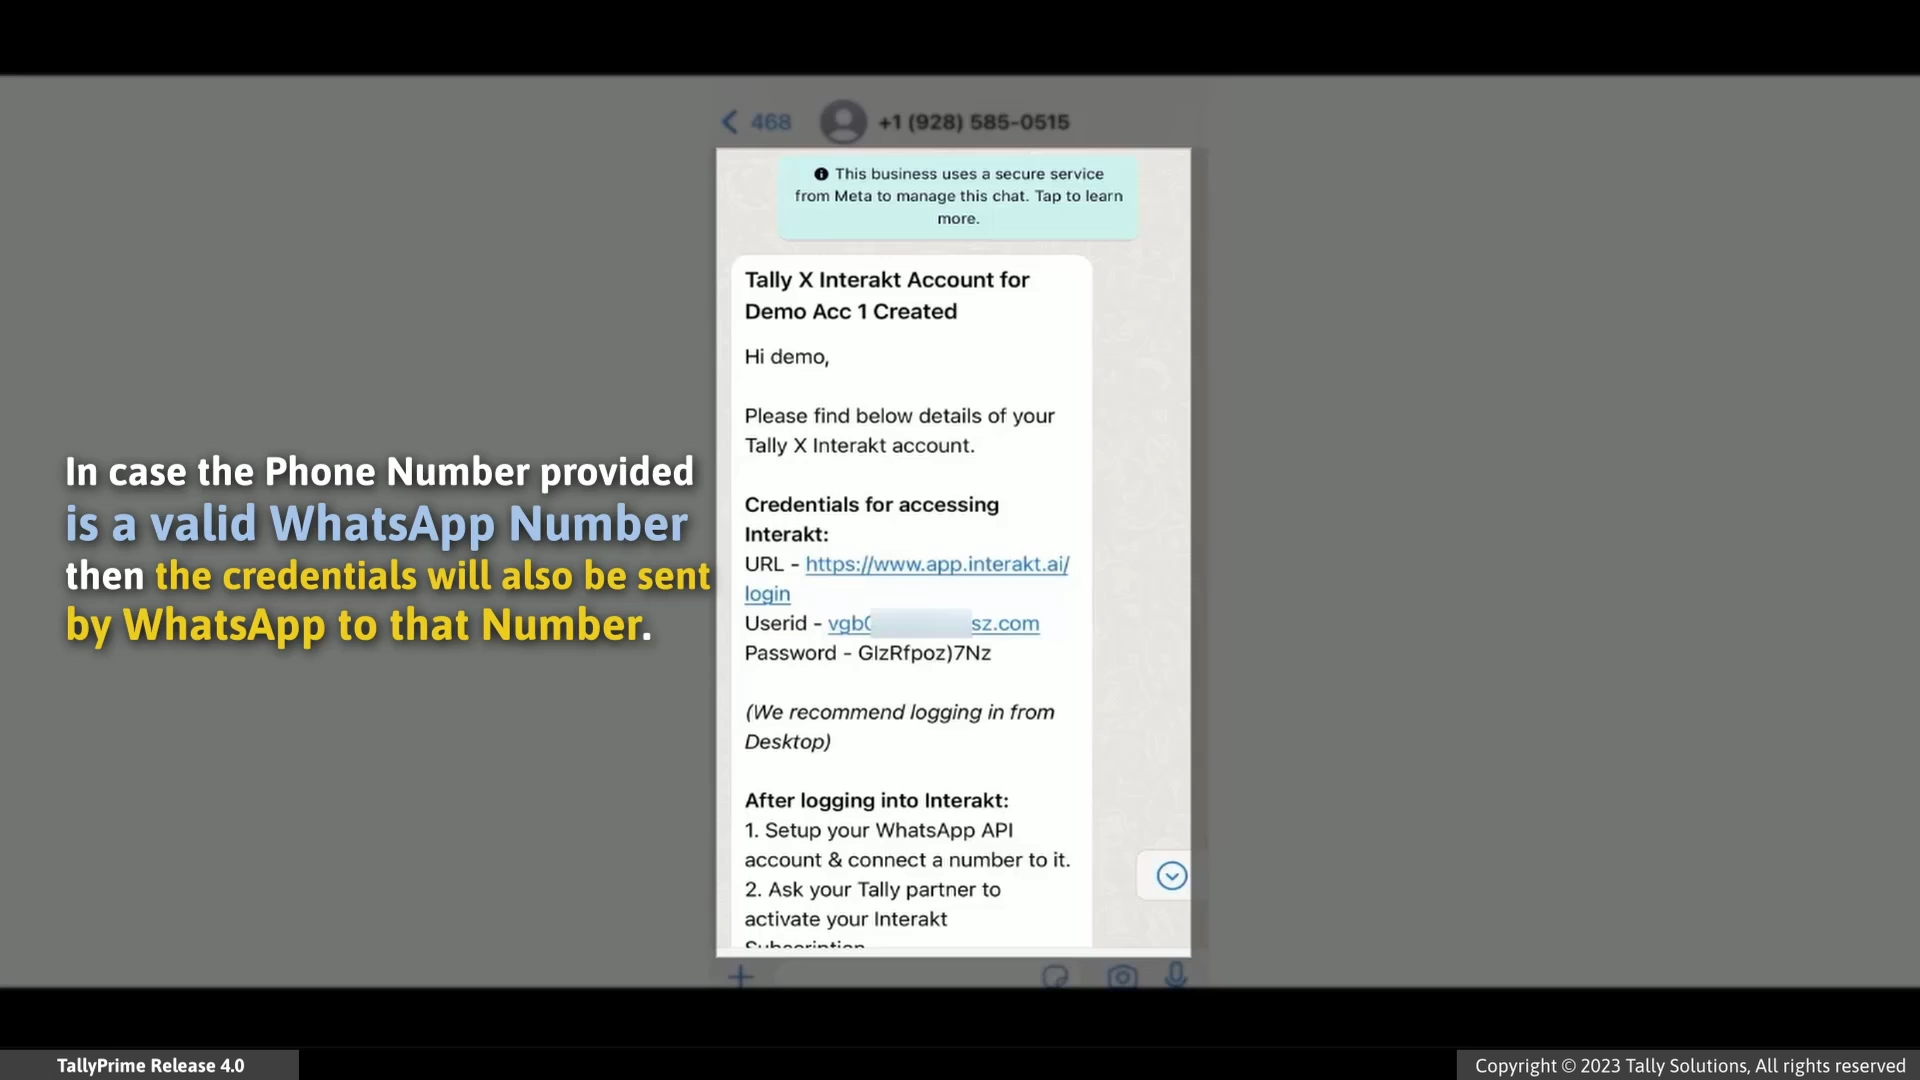 468
+1 (928) 585-0515
This business uses a secure service
from Meta to manage this chat. Tap to learn
more.
Tally X Interakt Account for
Demo Acc 1 Created
Hi demo,
Please find below details of your
Tally X Interakt account.
Credentials for accessing
Interakt:
URL - https://www.app.interakt.ai/
login
Userid - vgb sz.com
Password - GlzRfpoz)7Nz
(We recommend logging in from
Desktop)
After logging into Interakt:
1. Setup your WhatsApp API
account & connect a number to it.
2. Ask your Tally partner to
activate your Interakt
Subscription
In case the Phone Number provided
is a valid WhatsApp Number
then the credentials will also be sent
by WhatsApp to that Number.
TallyPrime Release 4.0
Copyright © 2023 Tally Solutions, All rights reserved